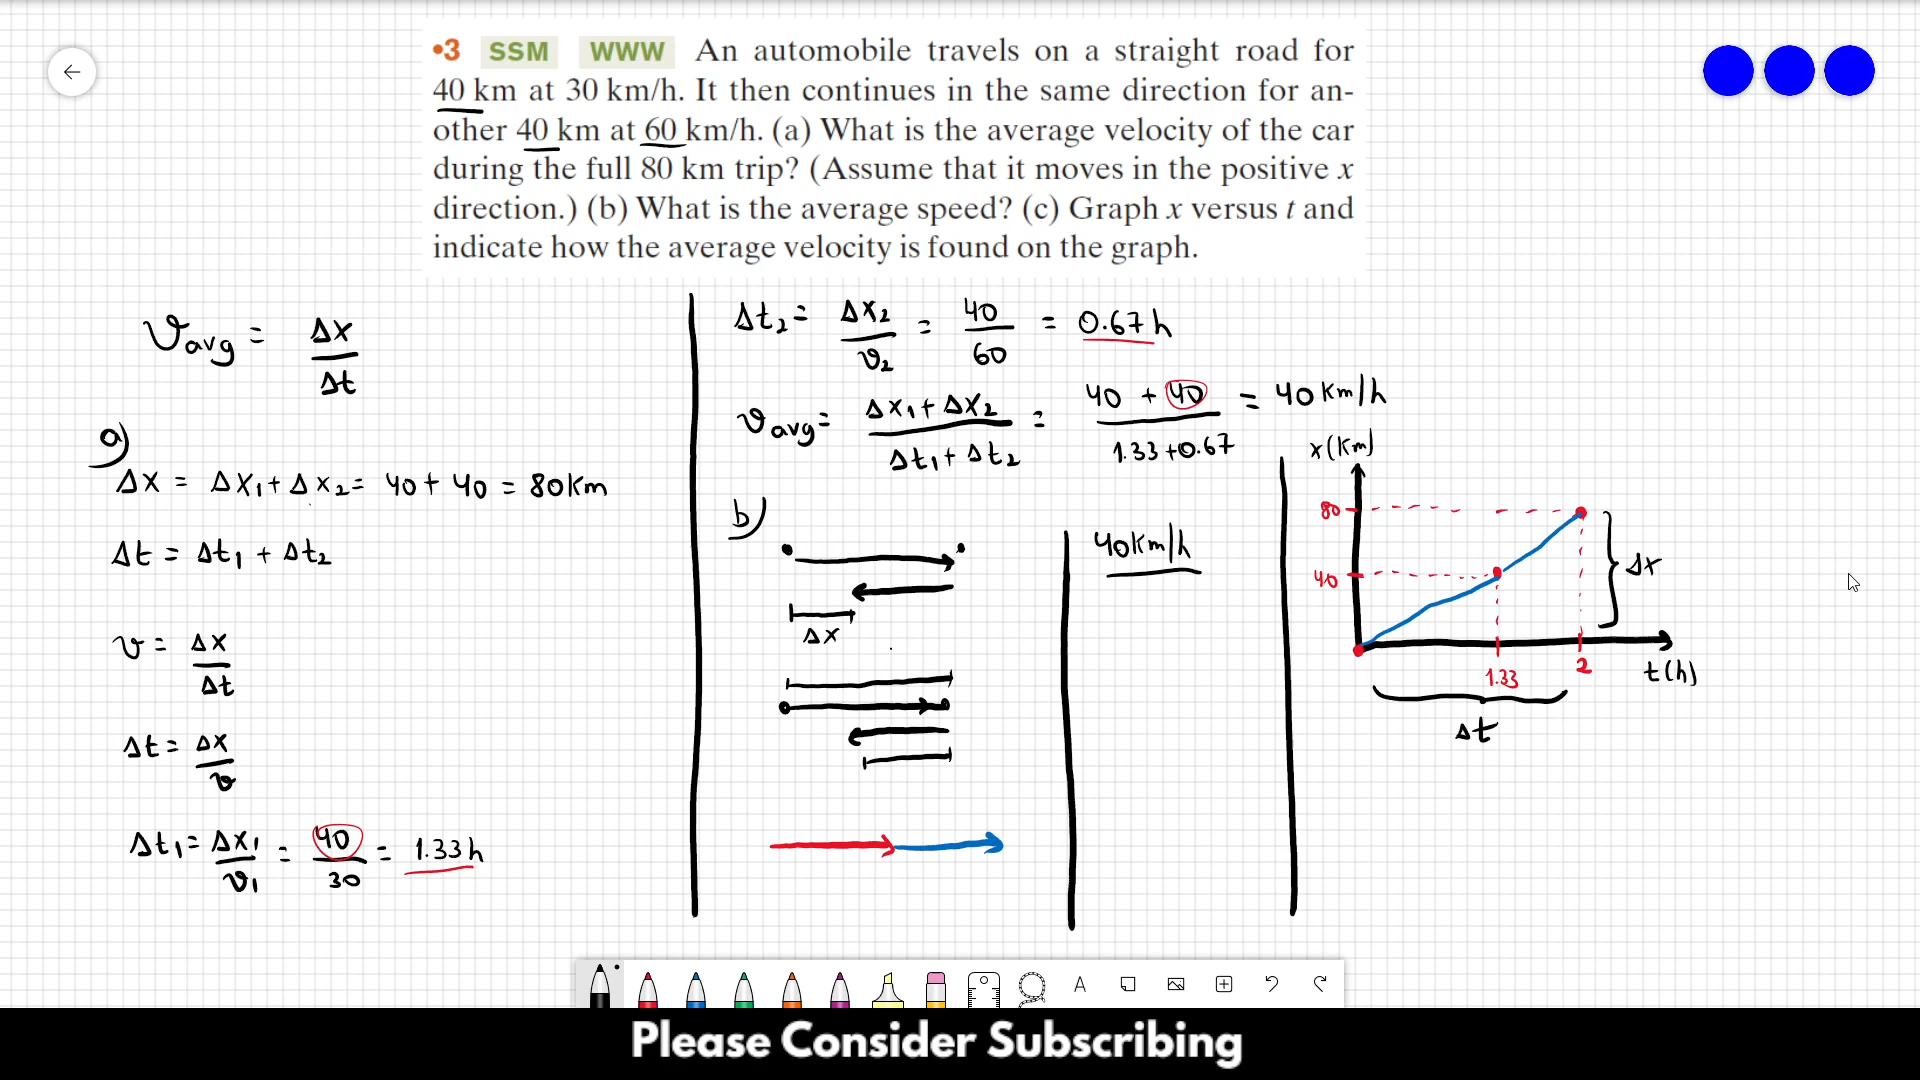 •3 SSM WWW An automobile travels on a straight road for
40 km at 30 km/h. It then continues in the same direction for an-
other 40 km at 60 km/h. (a) What is the average velocity of the car
during the full 80 km trip? (Assume that it moves in the positive x
direction.) (b) What is the average speed? (c) Graph x versus t and
indicate how the average velocity is found on the graph.
v avg = Δx / Δt
a)
Δx = Δx₁ + Δx₂ = 40 + 40 = 80 Km
Δt = Δt₁ + Δt₂
v = Δx / Δt
Δt = Δx / v
Δt₁ = Δx₁ / v₁ = 40 / 30 = 1.33 h
Δt₂ = Δx₂ / v₂ = 40 / 60 = 0.67 h
v avg = Δx₁ + Δx₂ / Δt₁ + Δt₂ = 40 + 40 / 1.33 + 0.67 = 40 Km/h
b)
Δx
40 Km/h
x (Km)
80
40
Δx
1.33
2
t (h)
Δt
A
Please Consider Subscribing